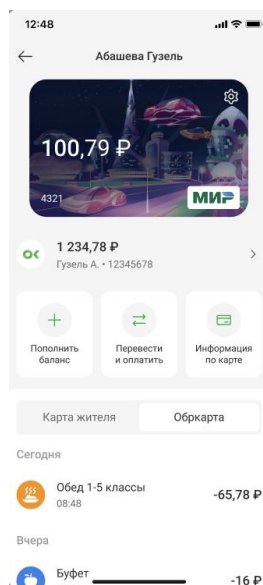 12:48
Абашева Гузель
100,79 ₽
4321
МИР
1 234,78 ₽
Гузель А. • 12345678
Пополнить
баланс
Перевести
и оплатить
Информация
по карте
Карта жителя
Обркарта
Сегодня
Обед 1-5 классы
08:48
-65,78 ₽
Вчера
Буфет
-16 ₽